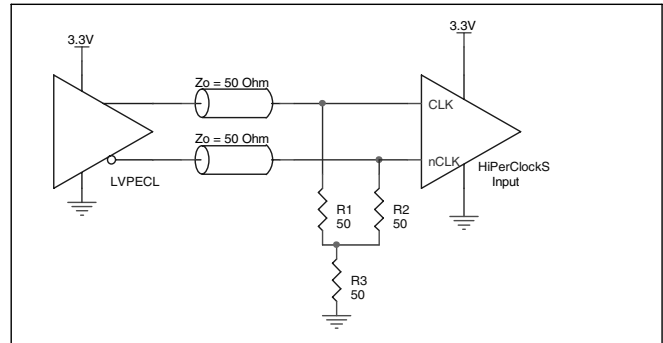 3.3V
3.3V
Zo = 50 Ohm
CLK
Zo = 50 Ohm
nCLK
LVPECL
HiPerClockS
Input
R1
50
R2
50
R3
50